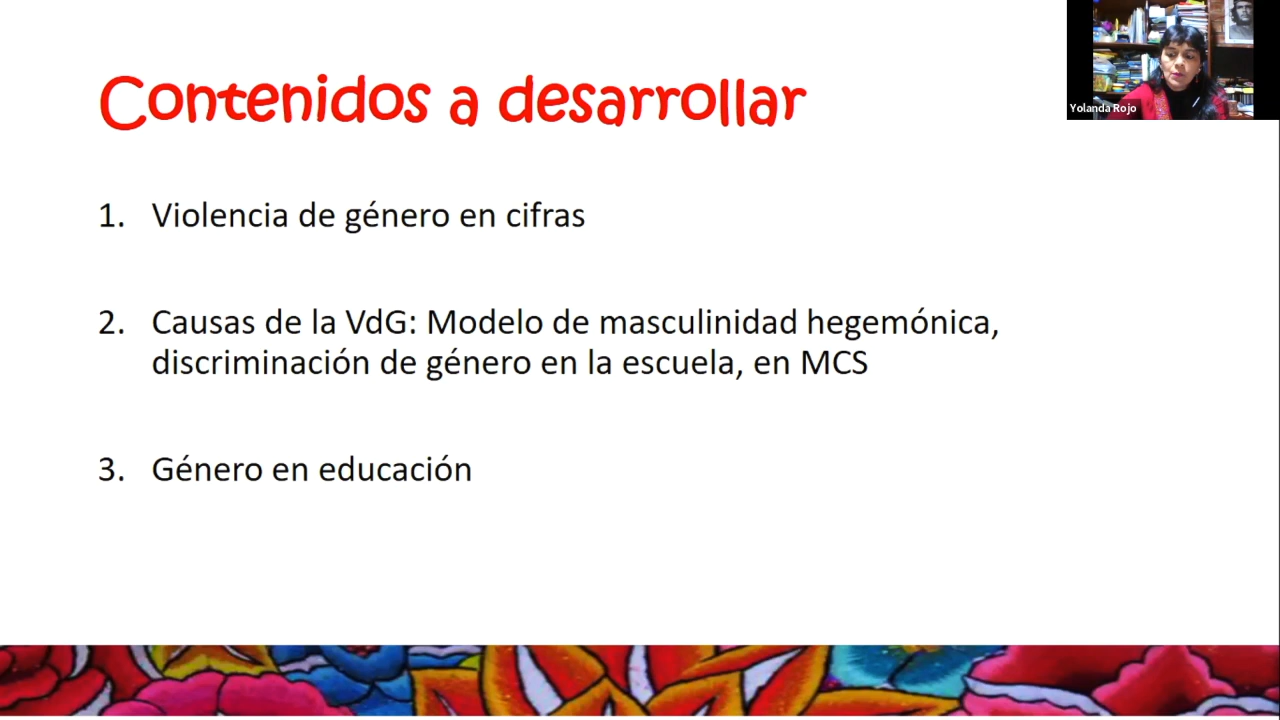 Contenidos a desarrollar
Yolanda Rojo
1. Violencia de género en cifras
2. Causas de la VdG: Modelo de masculinidad hegemónica,
discriminación de género en la escuela, en MCS
3. Género en educación